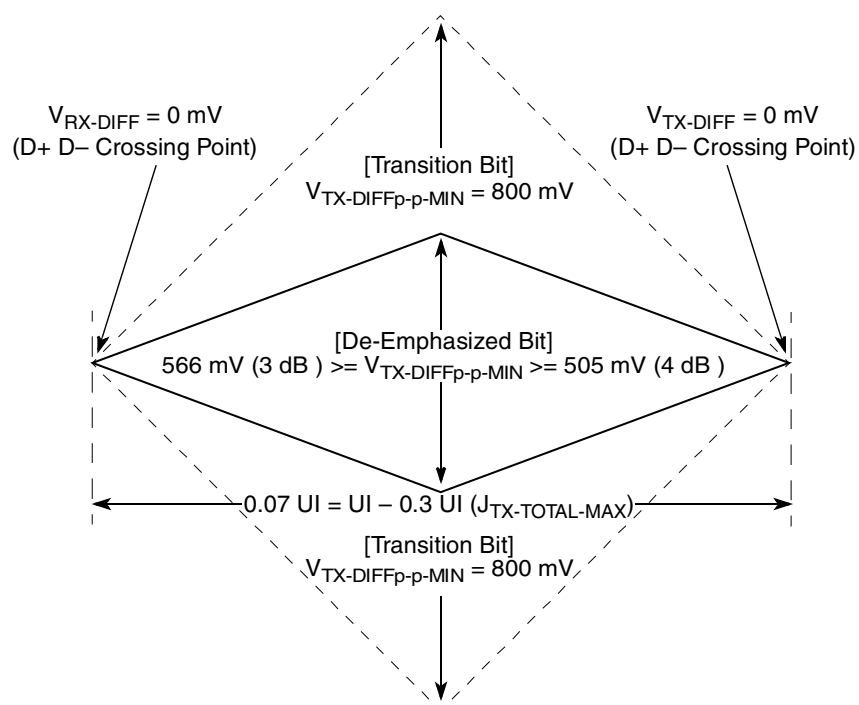 V_RX-DIFF = 0 mV
(D+ D– Crossing Point)
V_TX-DIFF = 0 mV
(D+ D– Crossing Point)
[Transition Bit]
V_TX-DIFFp-p-MIN = 800 mV
[De-Emphasized Bit]
566 mV (3 dB ) >= V_TX-DIFFp-p-MIN >= 505 mV (4 dB )
0.07 UI = UI – 0.3 UI (J_TX-TOTAL-MAX)
[Transition Bit]
V_TX-DIFFp-p-MIN = 800 mV